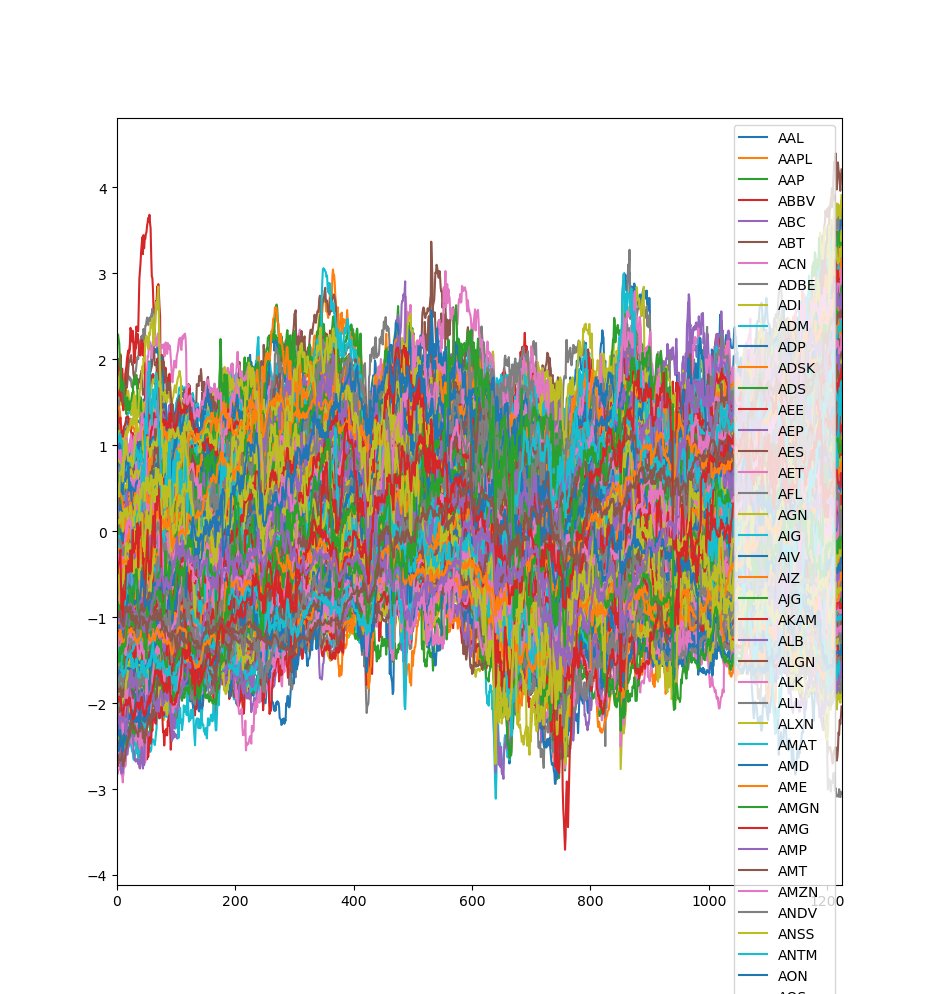 4
3
2
1
0
−1
−2
−3
−4
0 200 400 600 800 1000 1200
AAL
AAPL
AAP
ABBV
ABC
ABT
ACN
ADBE
ADI
ADM
ADP
ADSK
ADS
AEE
AEP
AES
AET
AFL
AGN
AIG
AIV
AIZ
AJG
AKAM
ALB
ALGN
ALK
ALL
ALXN
AMAT
AMD
AME
AMGN
AMG
AMP
AMT
AMZN
ANDV
ANSS
ANTM
AON